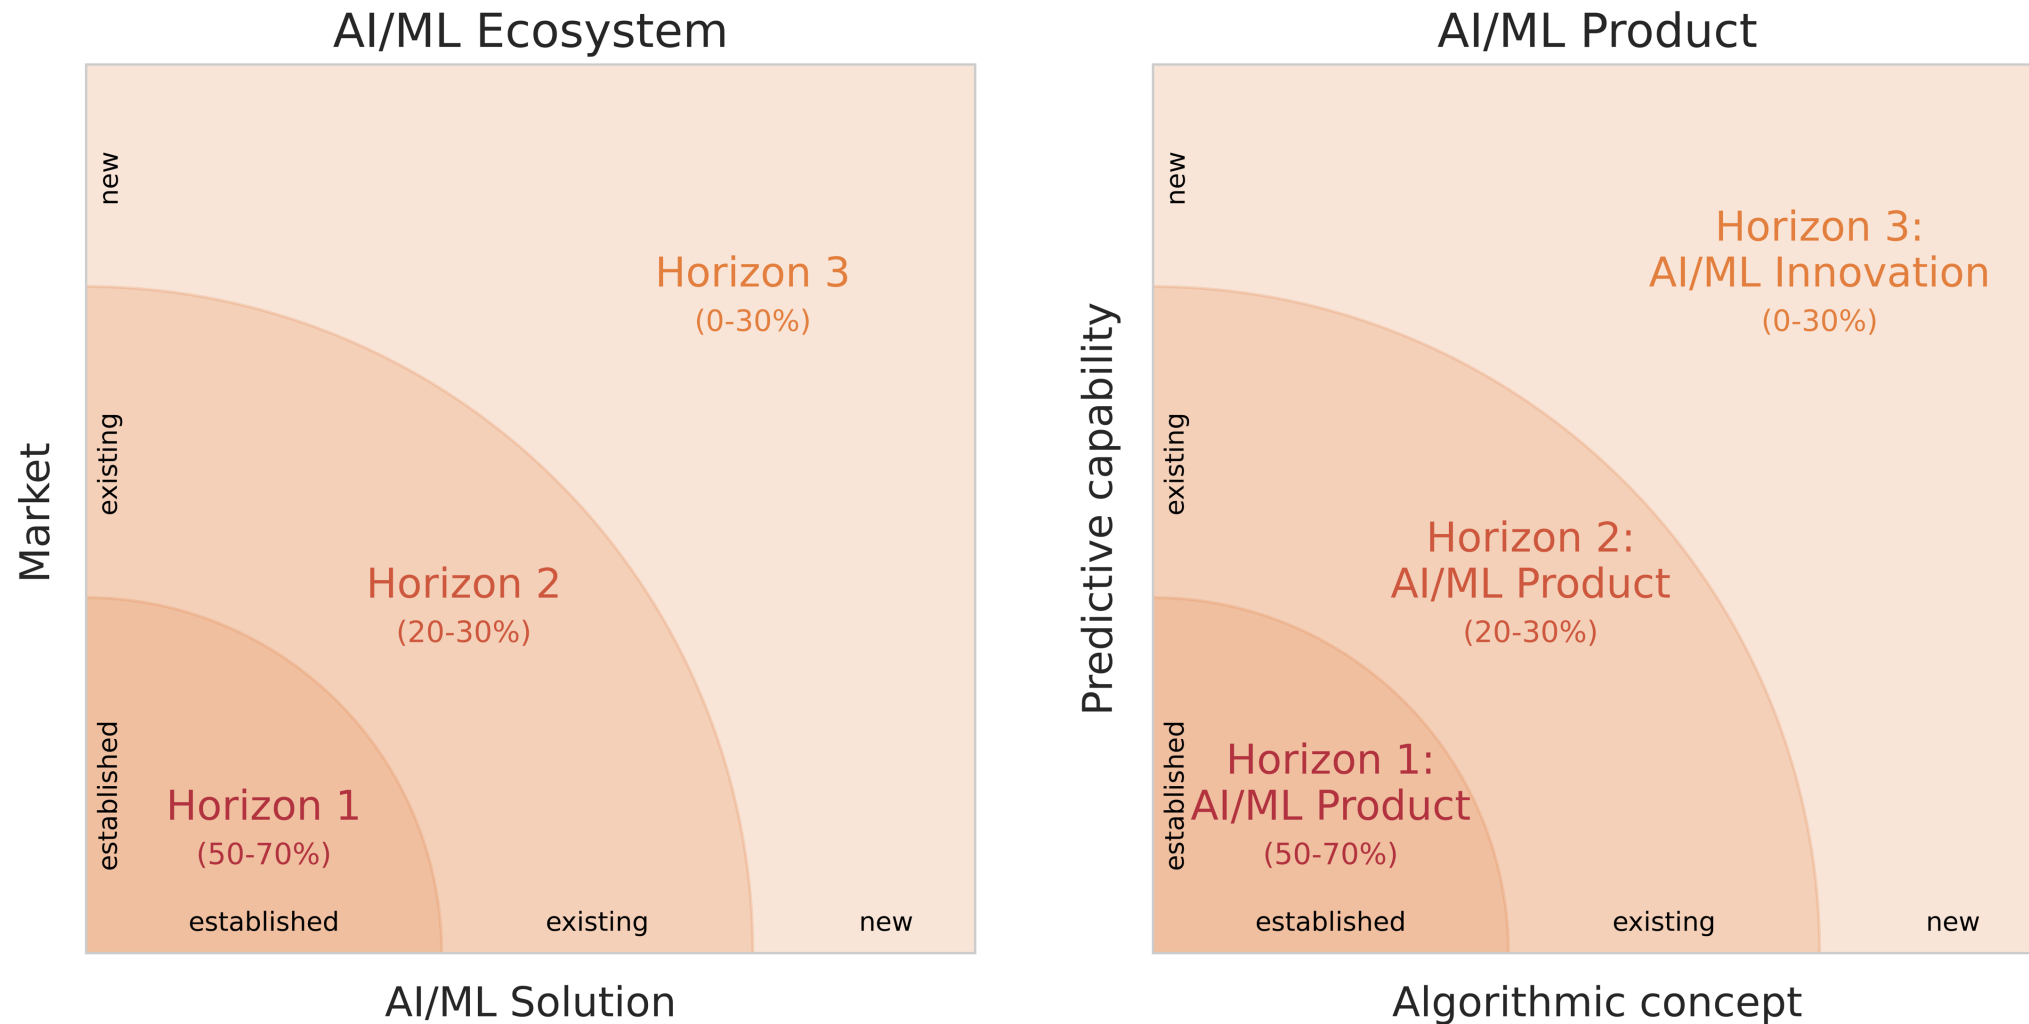 AI/ML Ecosystem
Market
new
existing
established
Horizon 3
(0-30%)
Horizon 2
(20-30%)
Horizon 1
(50-70%)
established
existing
new
AI/ML Solution
AI/ML Product
Predictive capability
new
existing
established
Horizon 3:
AI/ML Innovation
(0-30%)
Horizon 2:
AI/ML Product
(20-30%)
Horizon 1:
AI/ML Product
(50-70%)
established
existing
new
Algorithmic concept